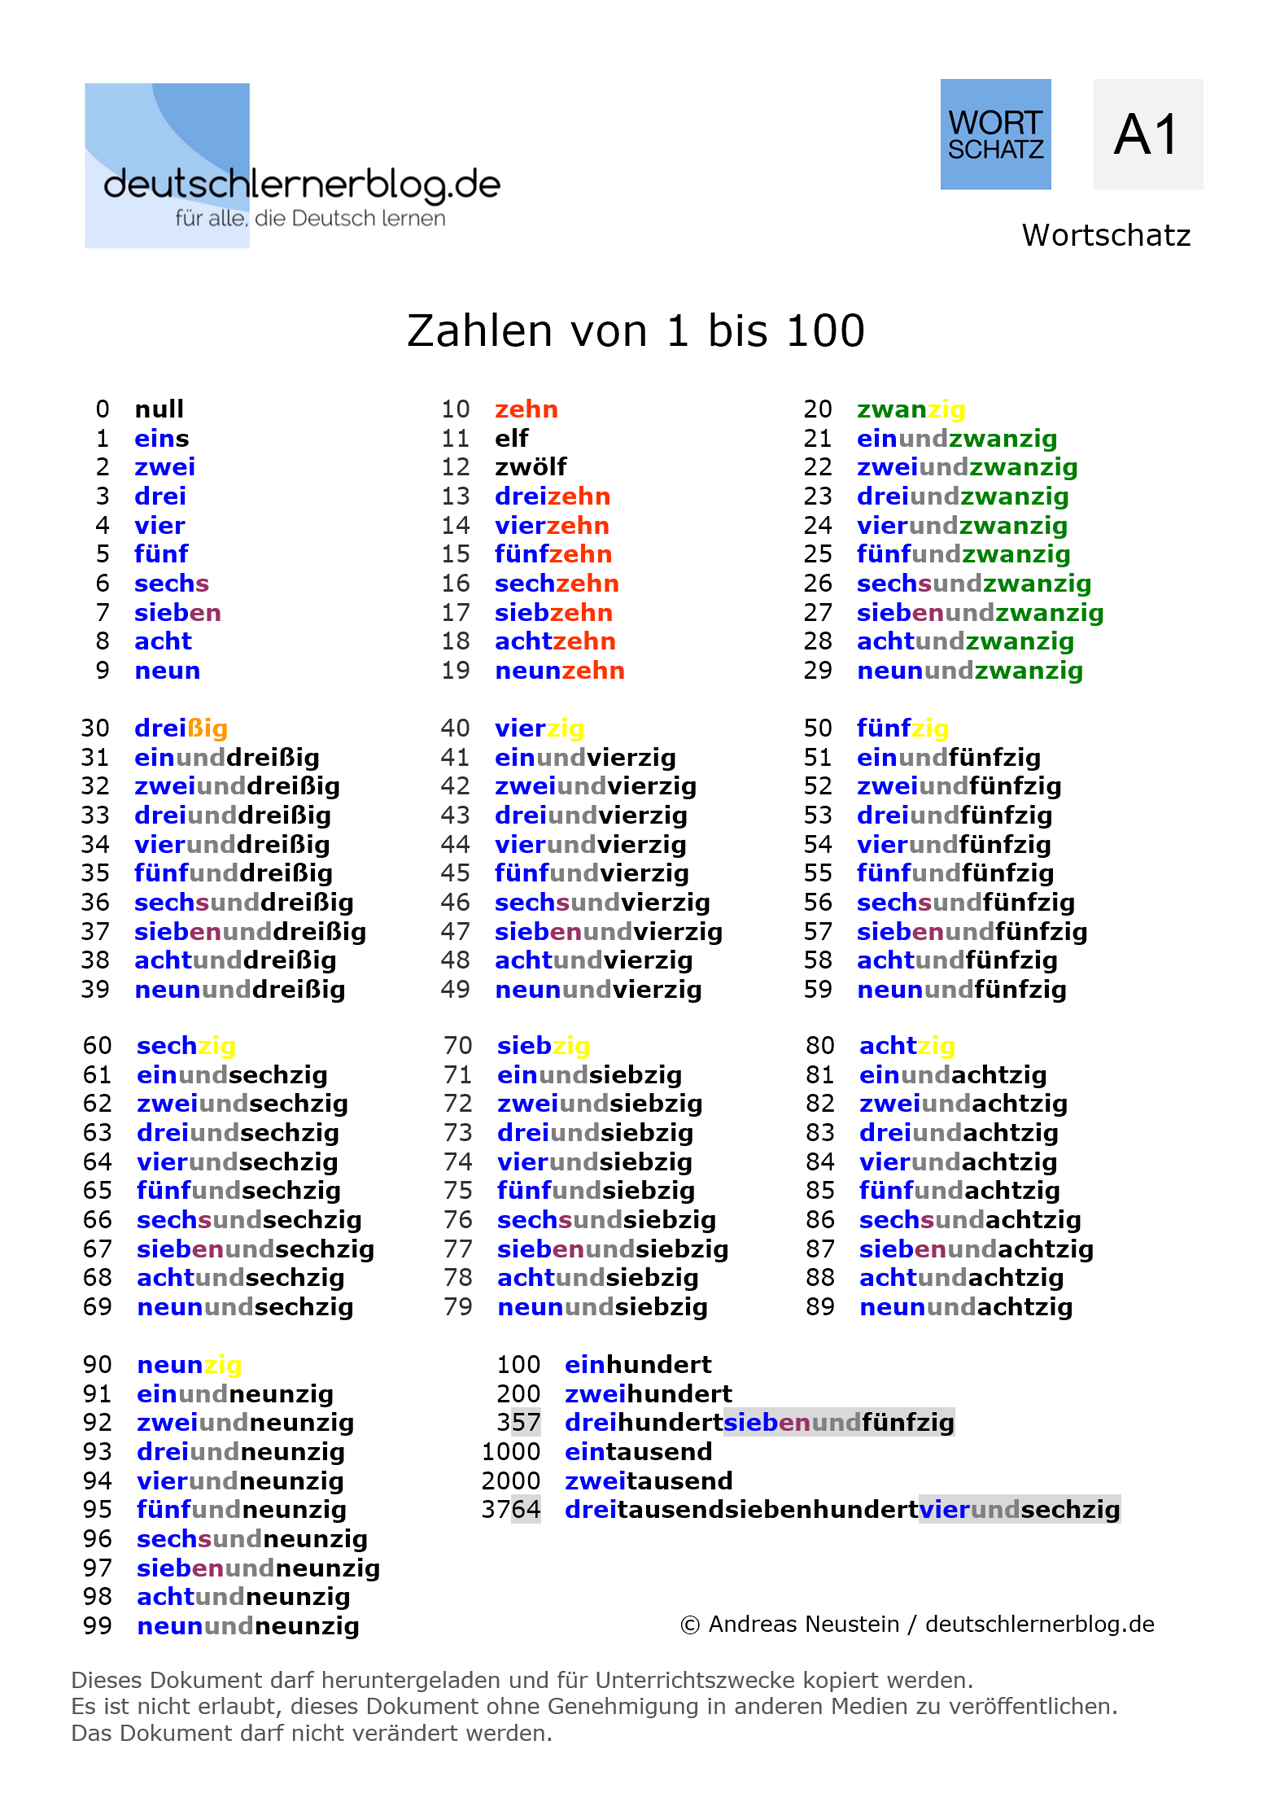 deutschlernerblog.de
für alle, die Deutsch lernen
WORT
SCHATZ
A1
Wortschatz
Zahlen von 1 bis 100
0 null
1 eins
2 zwei
3 drei
4 vier
5 fünf
6 sechs
7 sieben
8 acht
9 neun
10 zehn
11 elf
12 zwölf
13 dreizehn
14 vierzehn
15 fünfzehn
16 sechzehn
17 siebzehn
18 achtzehn
19 neunzehn
20 zwanzig
21 einundzwanzig
22 zweiundzwanzig
23 dreiundzwanzig
24 vierundzwanzig
25 fünfundzwanzig
26 sechsundzwanzig
27 siebenundzwanzig
28 achtundzwanzig
29 neunundzwanzig
30 dreißig
31 einunddreißig
32 zweiunddreißig
33 dreiunddreißig
34 vierunddreißig
35 fünfunddreißig
36 sechsunddreißig
37 siebenunddreißig
38 achtunddreißig
39 neununddreißig
40 vierzig
41 einundvierzig
42 zweiundvierzig
43 dreiundvierzig
44 vierundvierzig
45 fünfundvierzig
46 sechsundvierzig
47 siebenundvierzig
48 achtundvierzig
49 neunundvierzig
50 fünfzig
51 einundfünfzig
52 zweiundfünfzig
53 dreiundfünfzig
54 vierundfünfzig
55 fünfundfünfzig
56 sechsundfünfzig
57 siebenundfünfzig
58 achtundfünfzig
59 neunundfünfzig
60 sechzig
61 einundsechzig
62 zweiundsechzig
63 dreiundsechzig
64 vierundsechzig
65 fünfundsechzig
66 sechsundsechzig
67 siebenundsechzig
68 achtundsechzig
69 neunundsechzig
70 siebzig
71 einundsiebzig
72 zweiundsiebzig
73 dreiundsiebzig
74 vierundsiebzig
75 fünfundsiebzig
76 sechsundsiebzig
77 siebenundsiebzig
78 achtundsiebzig
79 neunundsiebzig
80 achtzig
81 einundachtzig
82 zweiundachtzig
83 dreiundachtzig
84 vierundachtzig
85 fünfundachtzig
86 sechsundachtzig
87 siebenundachtzig
88 achtundachtzig
89 neunundachtzig
90 neunzig
91 einundneunzig
92 zweiundneunzig
93 dreiundneunzig
94 vierundneunzig
95 fünfundneunzig
96 sechsundneunzig
97 siebenundneunzig
98 achtundneunzig
99 neunundneunzig
100 einhundert
200 zweihundert
357 dreihundertsiebenundfünfzig
1000 eintausend
2000 zweitausend
3764 dreitausendsiebenhundertvierundsechzig
© Andreas Neustein / deutschlernerblog.de
Dieses Dokument darf heruntergeladen und für Unterrichtszwecke kopiert werden.
Es ist nicht erlaubt, dieses Dokument ohne Genehmigung in anderen Medien zu veröffentlichen.
Das Dokument darf nicht verändert werden.